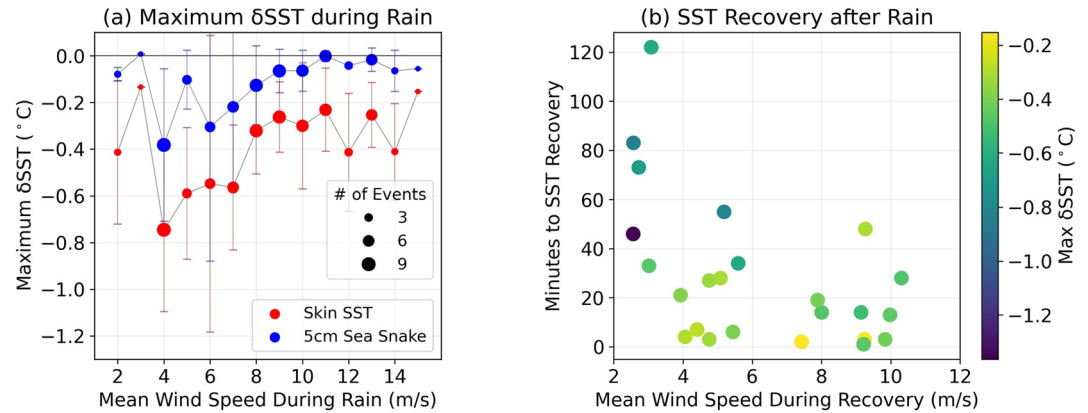 (a) Maximum δSST during Rain
0.0
−0.2
−0.4
−0.6
−0.8
−1.0
−1.2
Maximum δSST (°C)
# of Events
3
6
9
Skin SST
5cm Sea Snake
2 4 6 8 10 12 14
Mean Wind Speed During Rain (m/s)
(b) SST Recovery after Rain
120
100
80
60
40
20
0
Minutes to SST Recovery
2 4 6 8 10 12
Mean Wind Speed During Recovery (m/s)
−0.2
−0.4
−0.6
−0.8
−1.0
−1.2
Max δSST (°C)